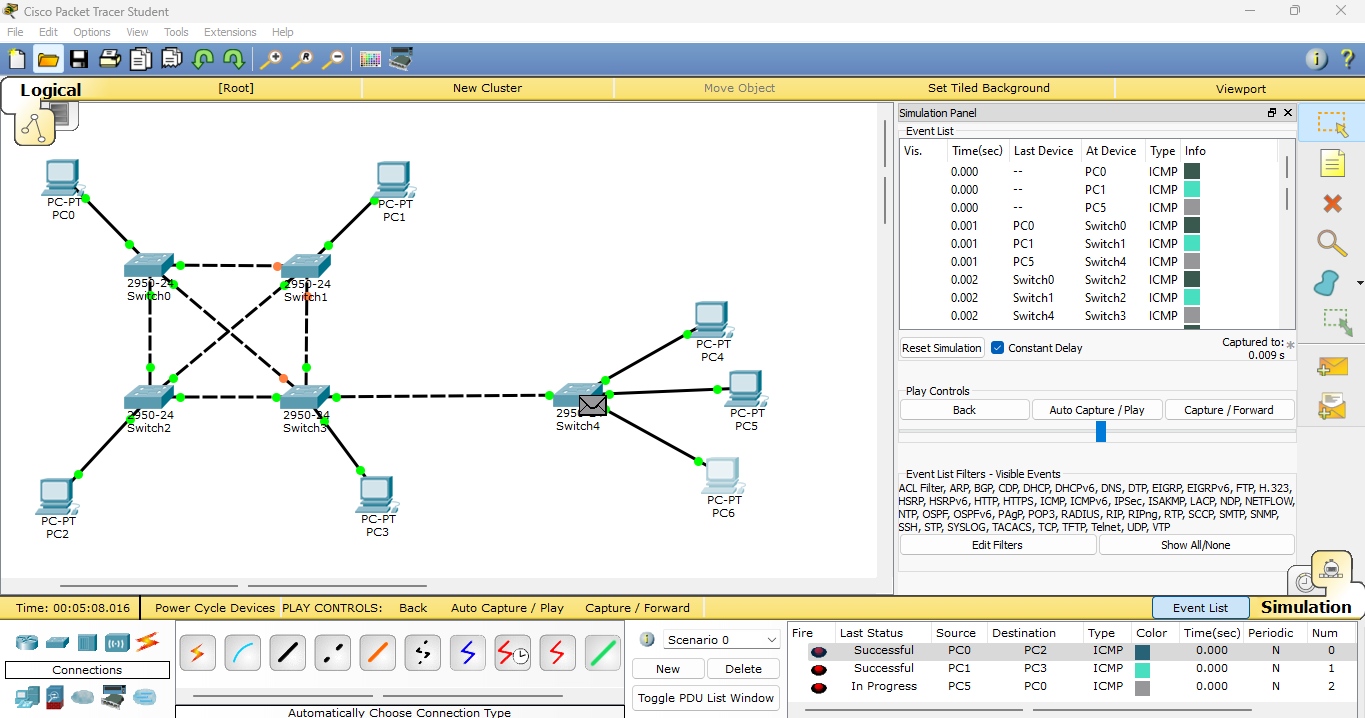 Cisco Packet Tracer Student
File Edit Options View Tools Extensions Help
Logical [Root] New Cluster Move Object Set Tiled Background Viewport
Simulation Panel
Event List
Vis. Time(sec) Last Device At Device Type Info
0.000 -- PC0 ICMP
0.000 -- PC1 ICMP
0.000 -- PC5 ICMP
0.001 PC0 Switch0 ICMP
0.001 PC1 Switch1 ICMP
0.001 PC5 Switch4 ICMP
0.002 Switch0 Switch2 ICMP
0.002 Switch1 Switch2 ICMP
0.002 Switch4 Switch3 ICMP
Reset Simulation Constant Delay Captured to: *
0.009 s
Play Controls
Back Auto Capture / Play Capture / Forward
Event List Filters - Visible Events
ACL Filter, ARP, BGP, CDP, DHCP, DHCPv6, DNS, DTP, EIGRP, EIGRPv6, FTP, H.323,
HSRP, HSRPv6, HTTP, HTTPS, ICMP, ICMPv6, IPSec, ISAKMP, LACP, NDP, NETFLOW,
NTP, OSPF, OSPFv6, PAgP, POP3, RADIUS, RIP, RIPng, RTP, SCCP, SMTP, SNMP,
SSH, STP, SYSLOG, TACACS, TCP, TFTP, Telnet, UDP, VTP
Edit Filters Show All/None
PC-PT
PC0
PC-PT
PC1
2950-24
Switch0
2950-24
Switch1
PC-PT
PC4
2950-24
Switch2
2950-24
Switch3
Switch4
PC-PT
PC5
PC-PT
PC2
PC-PT
PC3
PC-PT
PC6
Time: 00:05:08.016 Power Cycle Devices PLAY CONTROLS: Back Auto Capture / Play Capture / Forward Event List Simulation
Connections
Automatically Choose Connection Type
Scenario 0
New Delete
Toggle PDU List Window
Fire Last Status Source Destination Type Color Time(sec) Periodic Num
Successful PC0 PC2 ICMP 0.000 N 0
Successful PC1 PC3 ICMP 0.000 N 1
In Progress PC5 PC0 ICMP 0.000 N 2